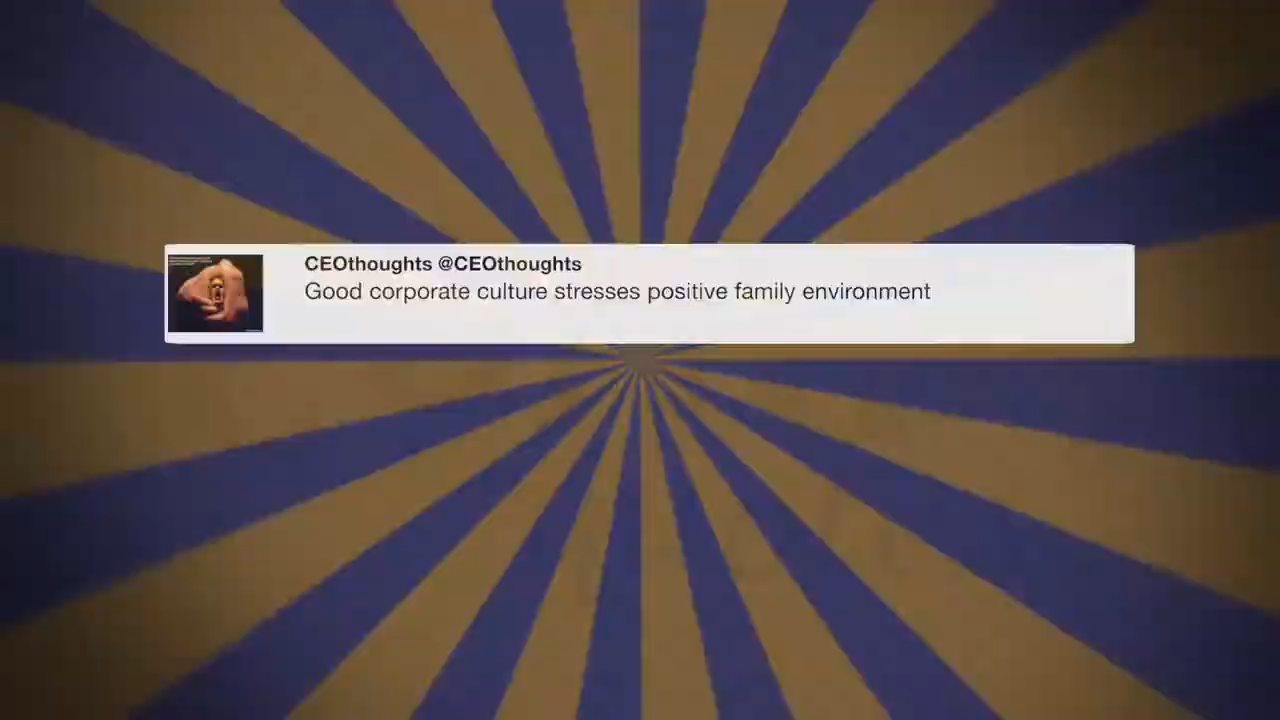 CEOthoughts @CEOthoughts
Good corporate culture stresses positive family environment